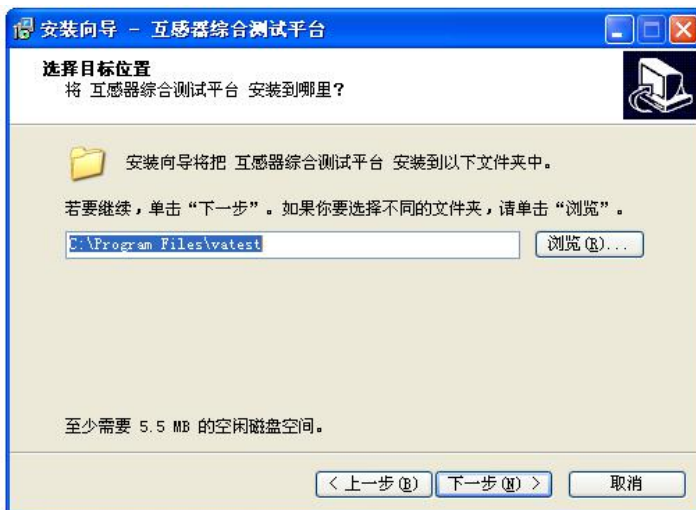 安装向导 - 互感器综合测试平台
选择目标位置
将 互感器综合测试平台 安装到哪里？
安装向导将把 互感器综合测试平台 安装到以下文件夹中。
若要继续，单击“下一步”。如果你要选择不同的文件夹，请单击“浏览”。
C:\Program Files\vatest
浏览(R)...
至少需要 5.5 MB 的空闲磁盘空间。
< 上一步(B) 下一步(N) > 取消